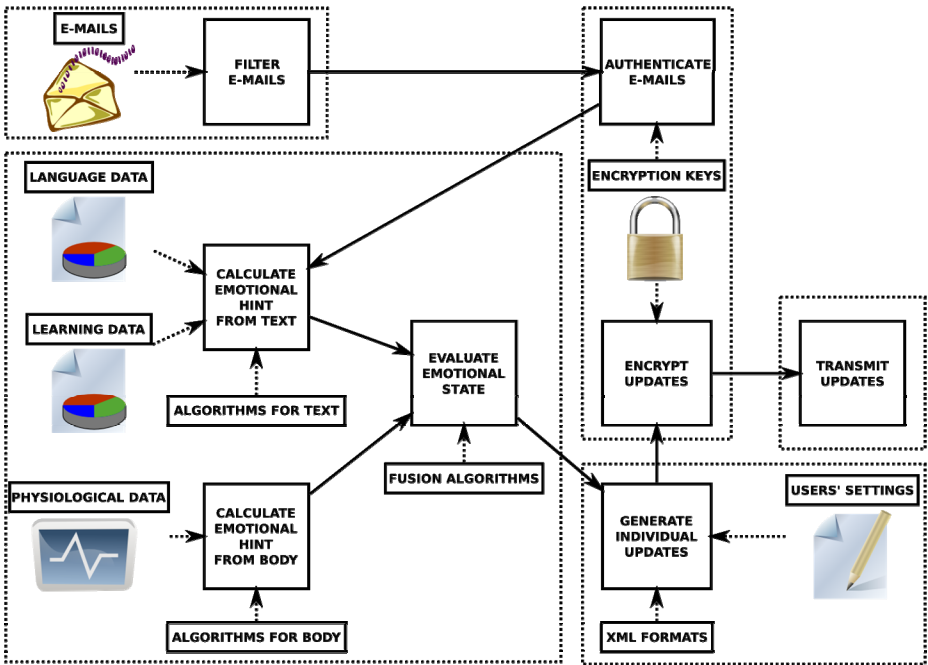 E-MAILS
FILTER
E-MAILS
AUTHENTICATE
E-MAILS
LANGUAGE DATA
ENCRYPTION KEYS
CALCULATE
EMOTIONAL
HINT
FROM TEXT
LEARNING DATA
ALGORITHMS FOR TEXT
EVALUATE
EMOTIONAL
STATE
ENCRYPT
UPDATES
TRANSMIT
UPDATES
FUSION ALGORITHMS
PHYSIOLOGICAL DATA
CALCULATE
EMOTIONAL
HINT
FROM BODY
GENERATE
INDIVIDUAL
UPDATES
USERS' SETTINGS
ALGORITHMS FOR BODY
XML FORMATS